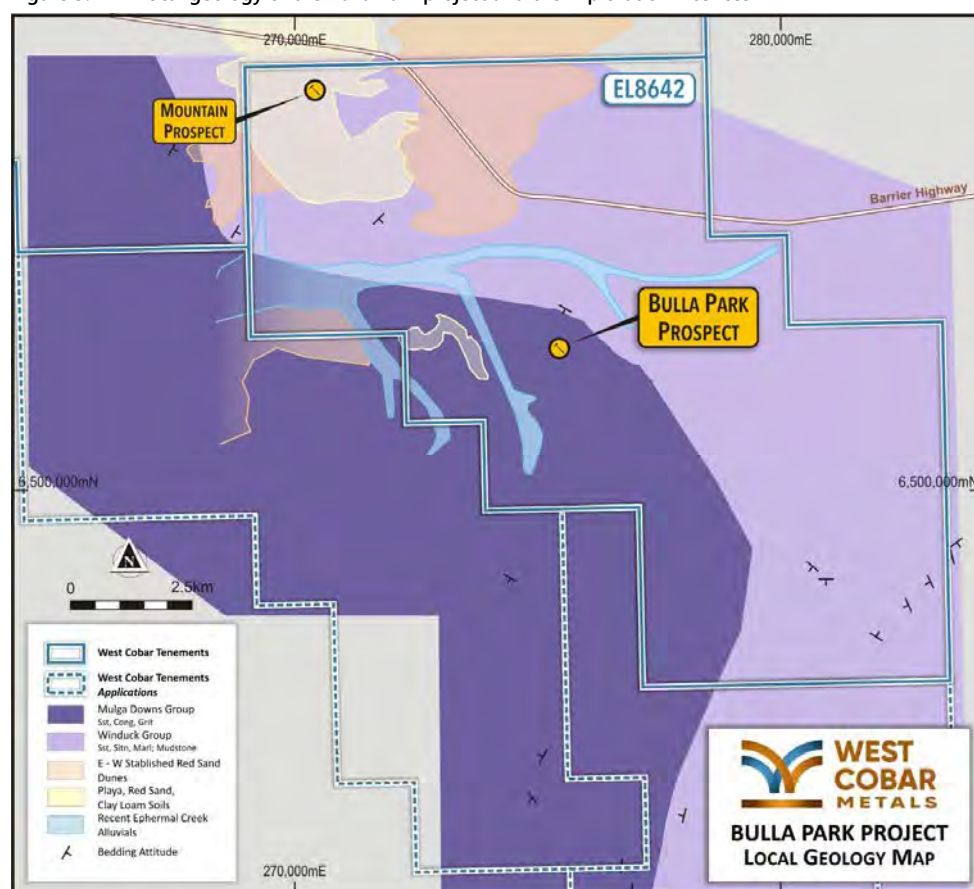 270,000mE
280,000mE
EL8642
MOUNTAIN
PROSPECT
Barrier Highway
BULLA PARK
PROSPECT
6,500,000mN
6,500,000mN
N
0
2.5km
West Cobar Tenements
West Cobar Tenements
Applications
Mulga Downs Group
Sst, Cong, Grit
Winduck Group
Sst, Sltn, Marl; Mudstone
E - W Stablished Red Sand
Dunes
Playa, Red Sand,
Clay Loam Soils
Recent Ephermal Creek
Alluvials
Bedding Attitude
270,000mE
WEST
COBAR
METALS
BULLA PARK PROJECT
LOCAL GEOLOGY MAP